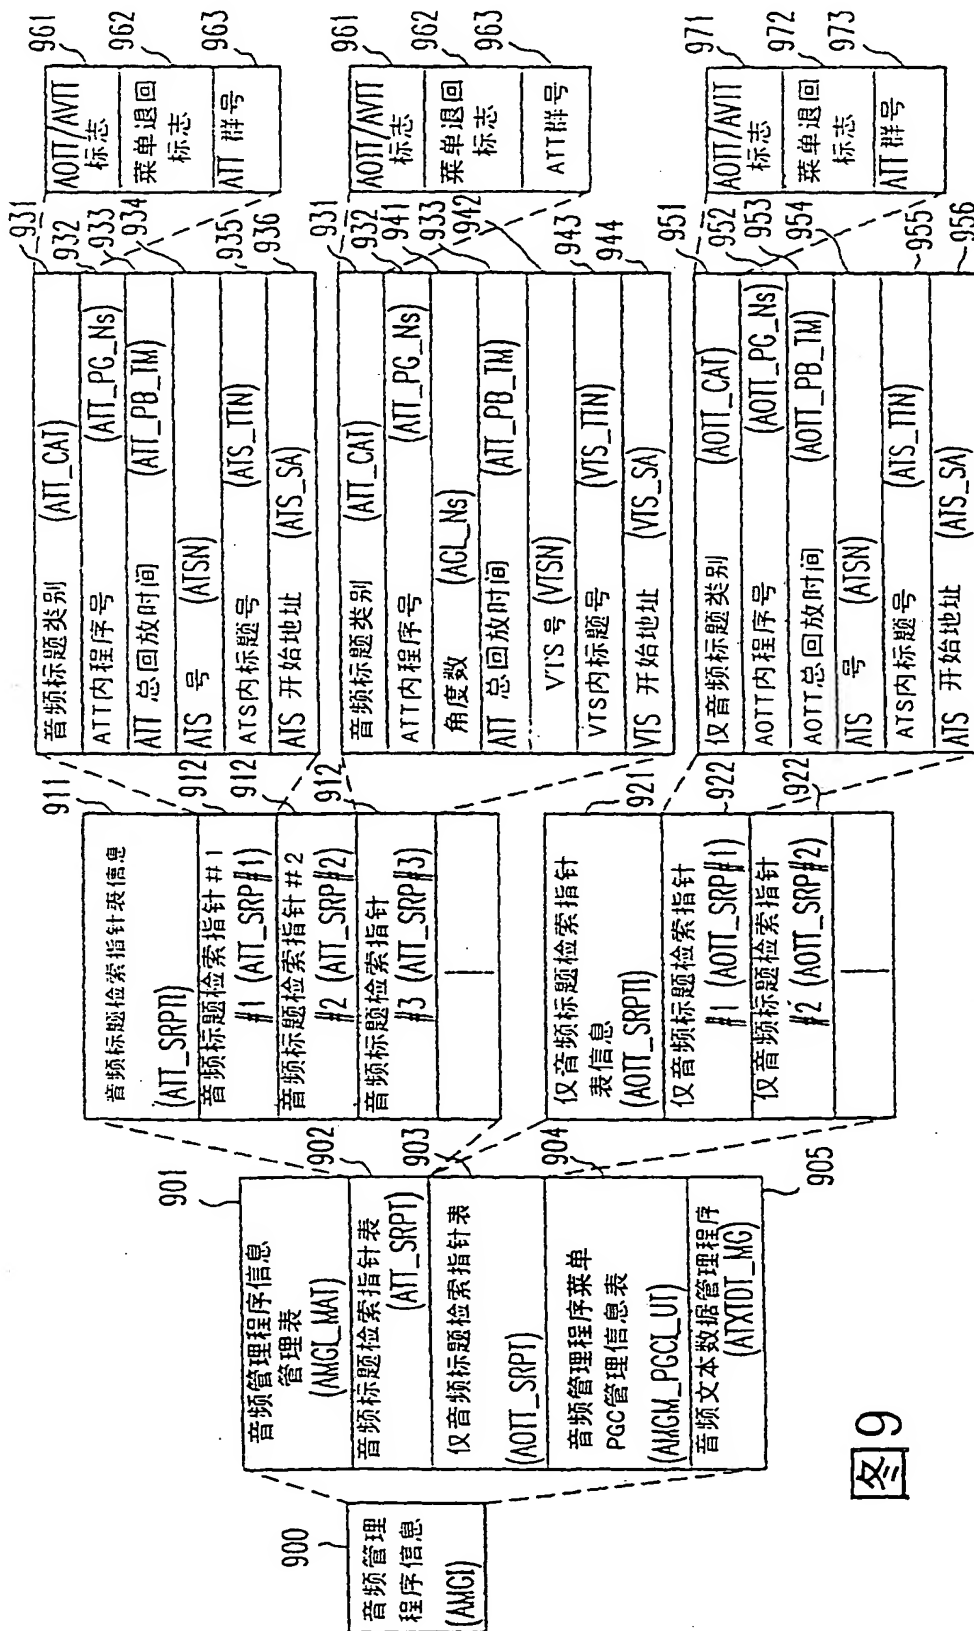 900
音频管理
程序信息
(AMGI)
901
音频管理程序信息
管理表
(AMGI_MAT)
902
音频标题检索指针表
(ATT_SRPT)
903
仅音频标题检索指针表
(AOTT_SRPT)
904
音频管理程序菜单
PGC管理信息表
(AMGM_PGCI_UT)
905
音频文本数据管理程序
(ATXTDT_MG)
911
音频标题检索指针表信息
(ATT_SRPTI)
912
音频标题检索指针#1
#1 (ATT_SRP#1)
912
音频标题检索指针#2
#2 (ATT_SRP#2)
912
音频标题检索指针
#3 (ATT_SRP#3)
921
仅音频标题检索指针
表信息
(AOTT_SRPTI)
922
仅音频标题检索指针
#1 (AOTT_SRP#1)
922
仅音频标题检索指针
#2 (AOTT_SRP#2)
音频标题类别 (ATT_CAT) 931
ATT内程序号 (ATT_PG_Ns) 932
ATT 总回放时间 (ATT_PB_TM) 933
ATS 号 (ATSN) 934
ATS内标题号 (ATS_TTN) 935
ATS 开始地址 (ATS_SA) 936
音频标题类别 (ATT_CAT) 931
ATT内程序号 (ATT_PG_Ns) 932
角度数 (AGL_Ns) 941
ATT 总回放时间 (ATT_PB_TM) 933
VTS号 (VTSN) 942
VTS内标题号 (VTS_TTN) 943
VTS 开始地址 (VTS_SA) 944
仅音频标题类别 (AOTT_CAT) 951
AOTT内程序号 (AOTT_PG_Ns) 952
AOTT总回放时间 (AOTT_PB_TM) 953
ATS 号 (ATSN) 954
ATS内标题号 (ATS_TTN) 955
ATS 开始地址 (ATS_SA) 956
AOTT/AVTT
标志
961
菜单退回
标志
962
ATT 群号
963
AOTT/AVTT
标志
961
菜单退回
标志
962
ATT群号
963
AOTT/AVTT
标志
971
菜单退回
标志
972
ATT 群号
973
图9